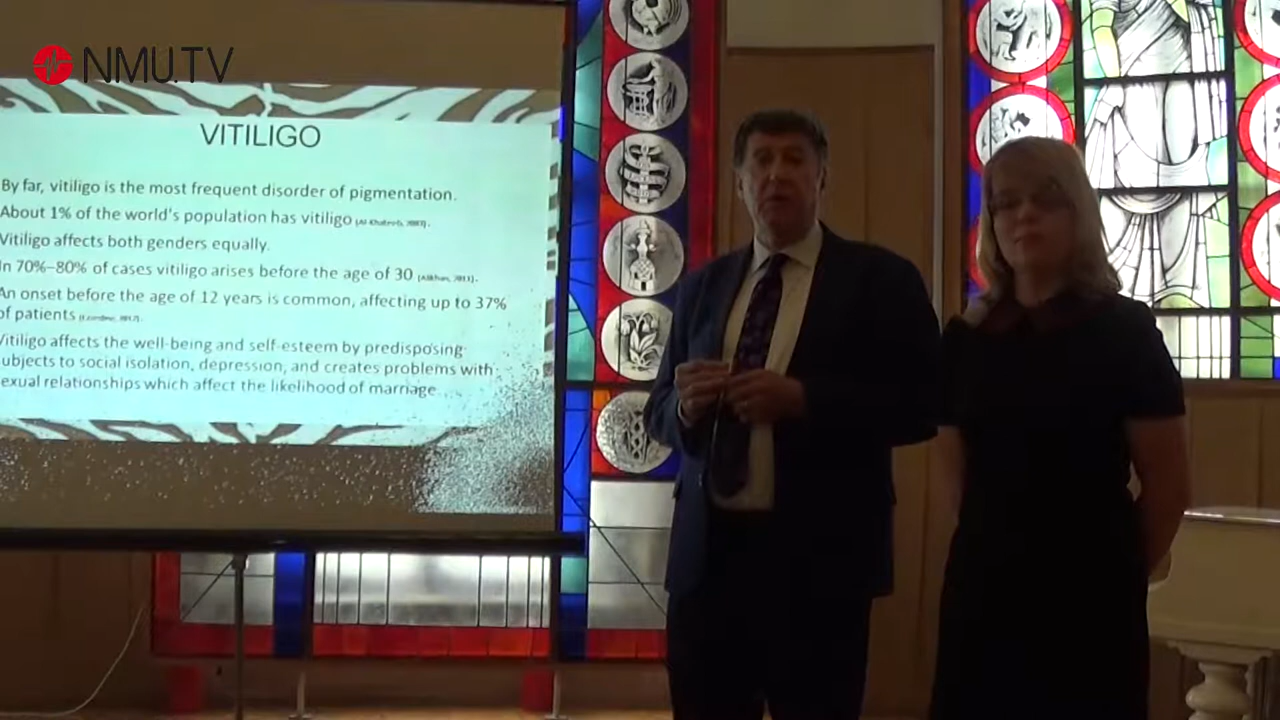 NMU.TV
VITILIGO
By far, vitiligo is the most frequent disorder of pigmentation.
About 1% of the world's population has vitiligo
Vitiligo affects both genders equally.
In 70%–80% of cases vitiligo arises before the age of 30
An onset before the age of 12 years is common, affecting up to 37%
of patients
Vitiligo affects the well-being and self-esteem by predisposing
subjects to social isolation, depression, and creates problems with
sexual relationships which affect the likelihood of marriage